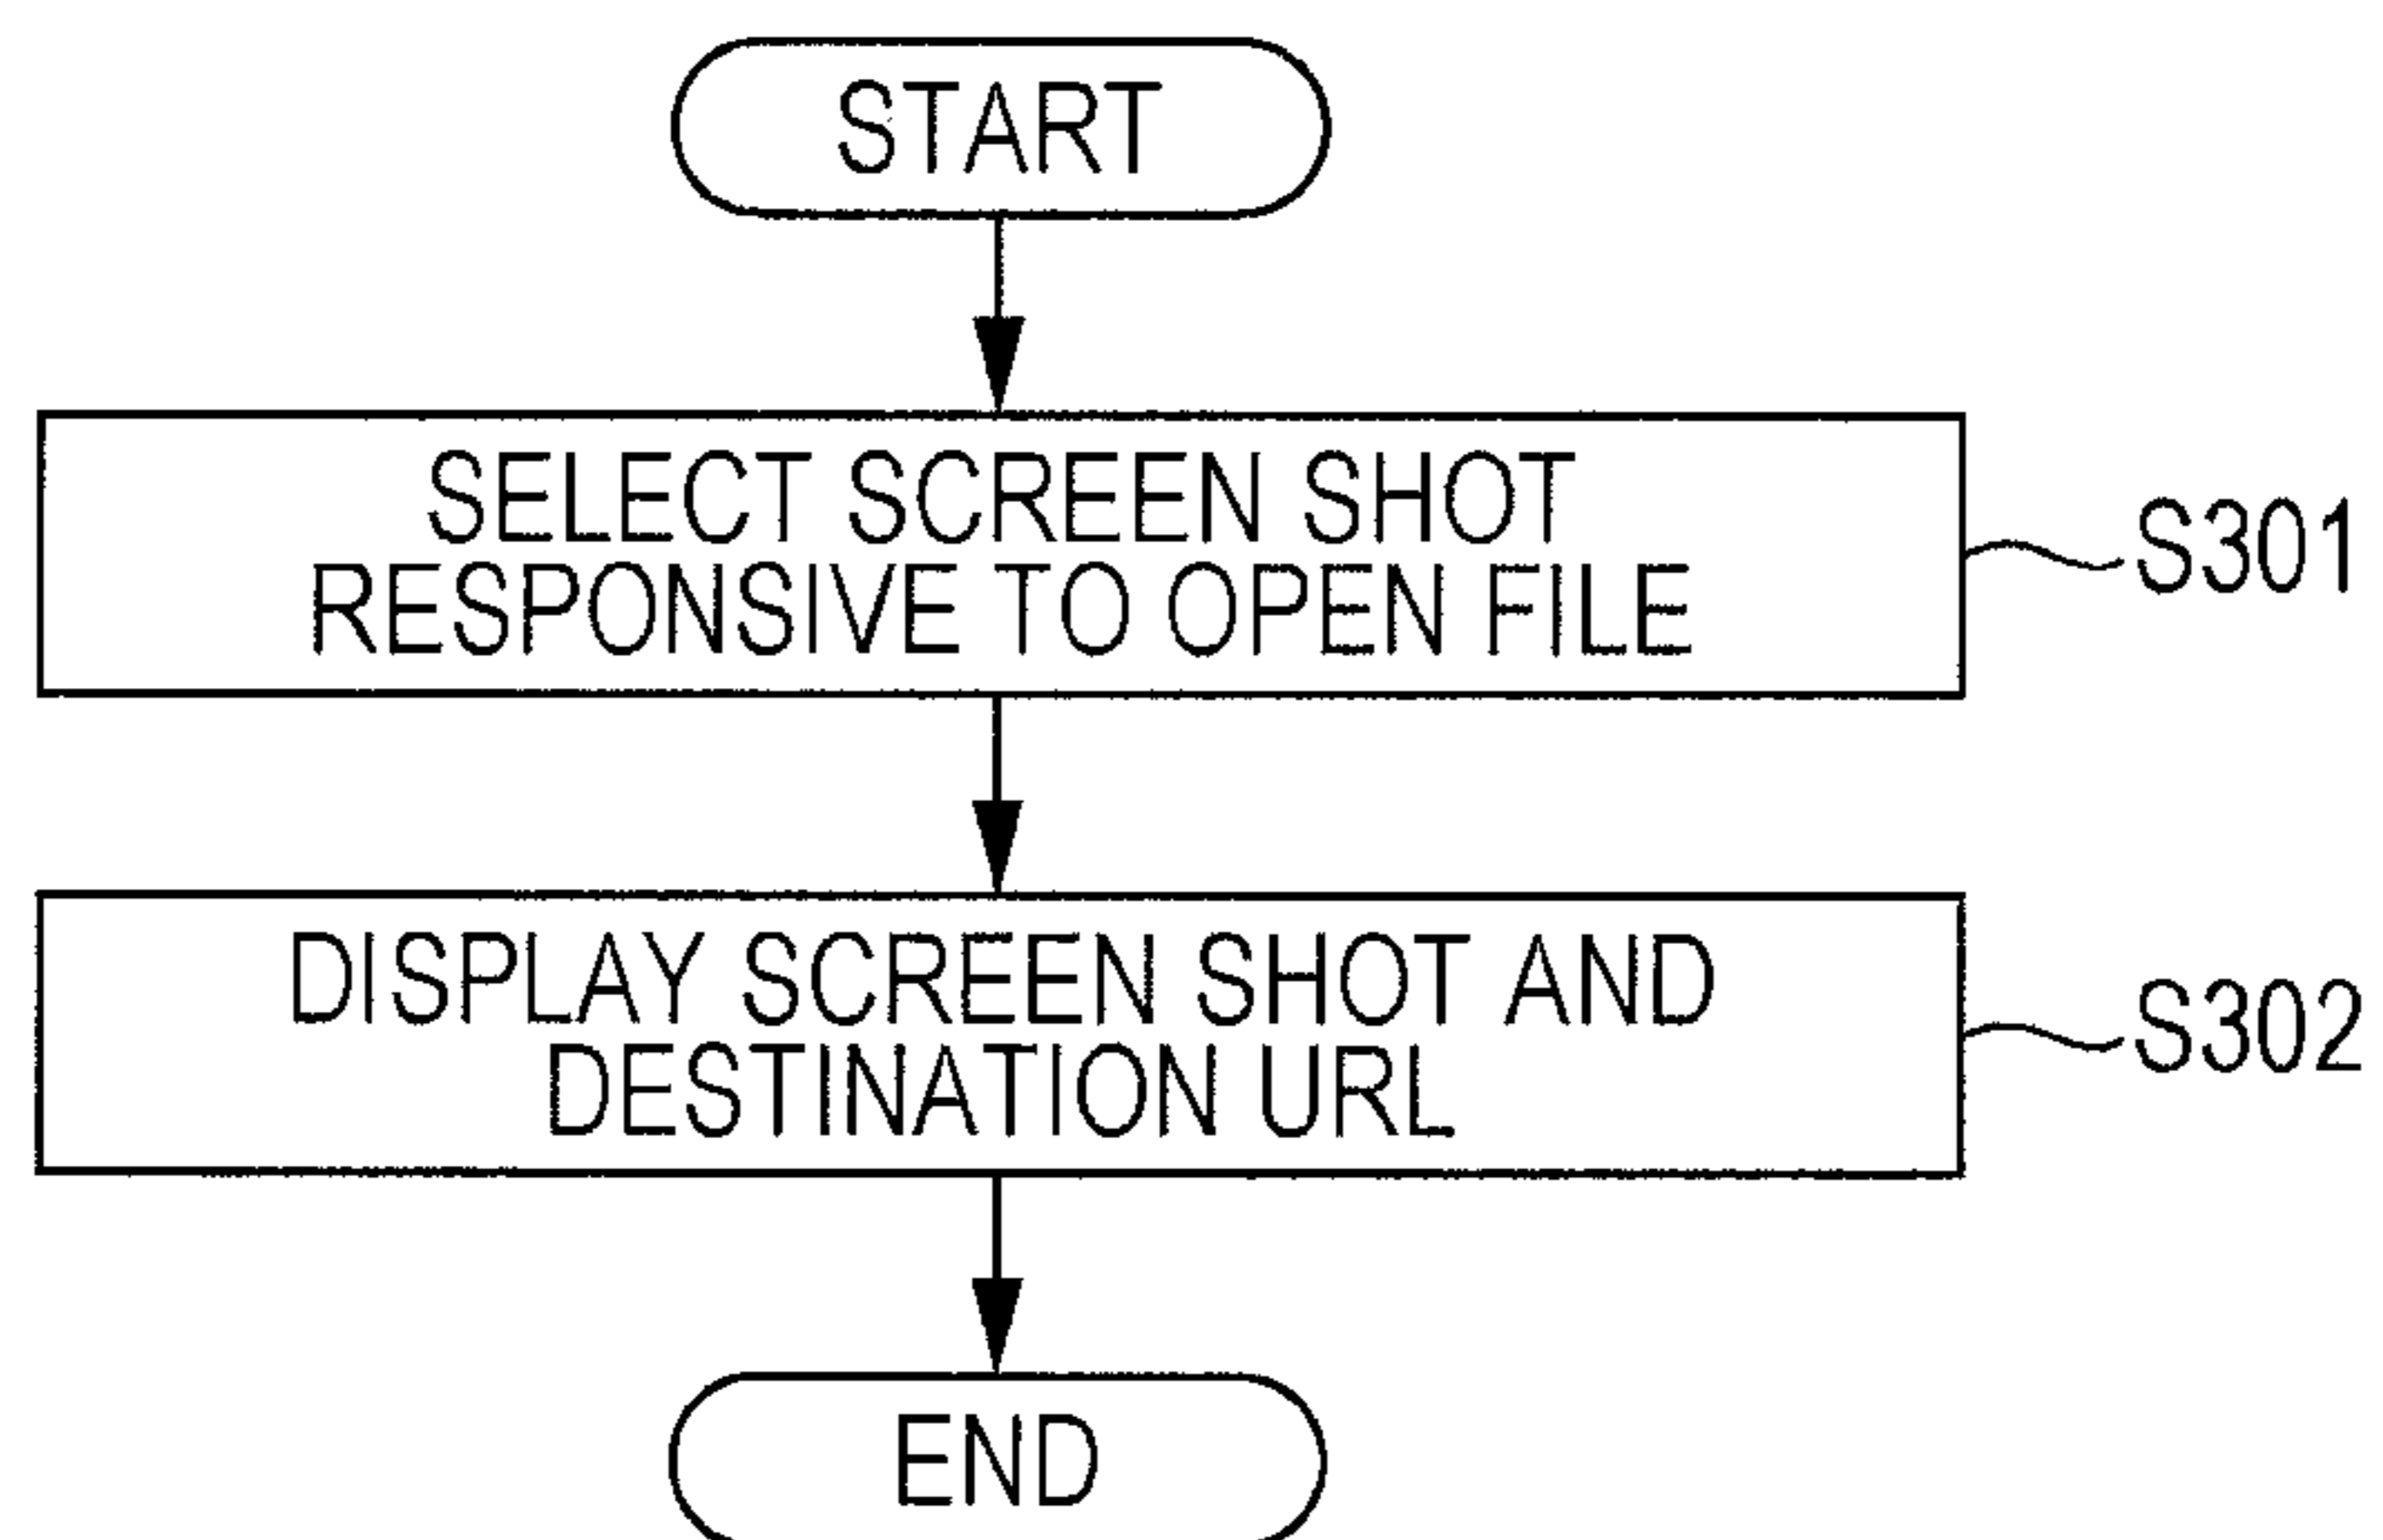 START
SELECT SCREEN SHOT
RESPONSIVE TO OPEN FILE
S301
DISPLAY SCREEN SHOT AND
DESTINATION URL
S302
END